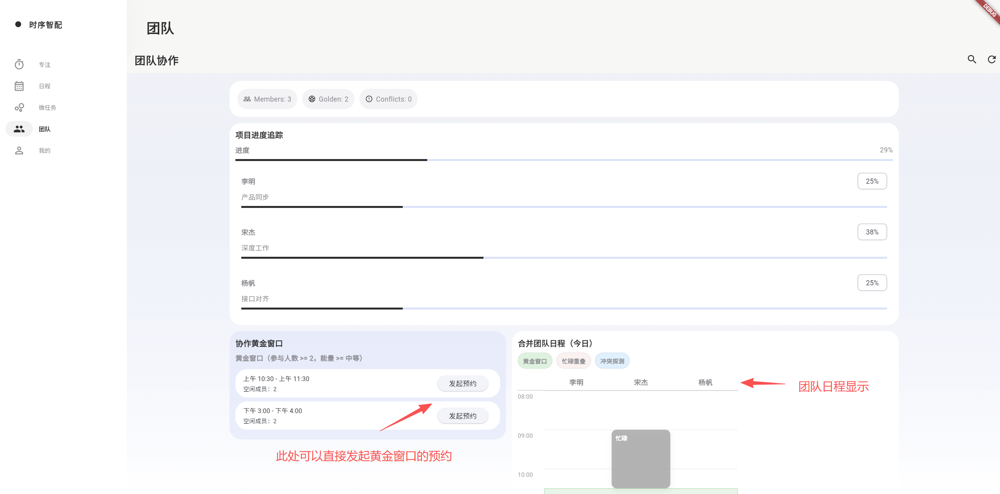 时序智配
专注
日程
微任务
团队
我的
DEBUG
团队
团队协作
Members: 3
Golden: 2
Conflicts: 0
项目进度追踪
进度
29%
李明
25%
产品同步
宋杰
38%
深度工作
杨帆
25%
接口对齐
协作黄金窗口
黄金窗口（参与人数 >= 2，能量 >= 中等）
上午 10:30 - 上午 11:30
空闲成员：2
发起预约
下午 3:00 - 下午 4:00
空闲成员：2
发起预约
此处可以直接发起黄金窗口的预约
合并团队日程（今日）
黄金窗口
忙碌重叠
冲突探测
李明
宋杰
杨帆
团队日程显示
08:00
09:00
忙碌
10:00